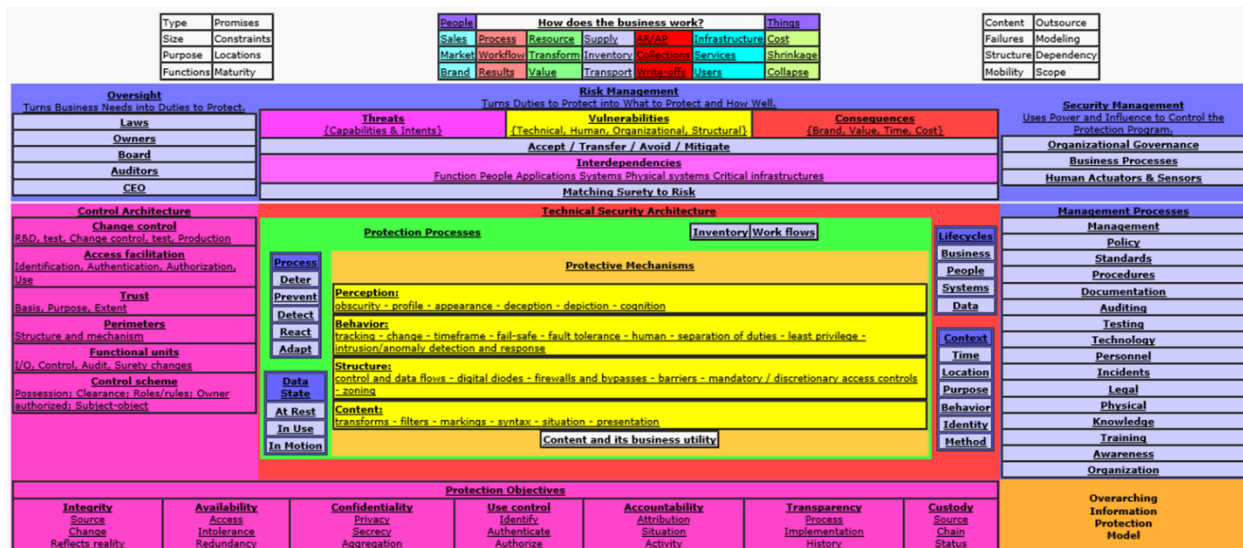 Type Promises
Size Constraints
Purpose Locations
Functions Maturity
People How does the business work? Things
Sales Process Resource Supply AR/AP Infrastructure Cost
Market Workflow Transform Inventory Collections Services Shrinkage
Brand Results Value Transport Write-offs Users Collapse
Content Outsource
Failures Modeling
Structure Dependency
Mobility Scope
Oversight
Turns Business Needs into Duties to Protect.
Laws
Owners
Board
Auditors
CEO
Risk Management
Turns Duties to Protect into What to Protect and How Well.
Threats
{Capabilities & Intents}
Vulnerabilities
{Technical, Human, Organizational, Structural}
Consequences
{Brand, Value, Time, Cost}
Accept / Transfer / Avoid / Mitigate
Interdependencies
Function People Applications Systems Physical systems Critical infrastructures
Matching Surety to Risk
Security Management
Uses Power and Influence to Control the
Protection Program.
Organizational Governance
Business Processes
Human Actuators & Sensors
Control Architecture
Change control
R&D, test, Change control, test, Production
Access facilitation
Identification, Authentication, Authorization,
Use
Trust
Basis, Purpose, Extent
Perimeters
Structure and mechanism
Functional units
I/O, Control, Audit, Surety changes
Control scheme
Possession; Clearance; Roles/rules; Owner
authorized; Subject-object
Technical Security Architecture
Protection Processes
Inventory Work flows
Process
Deter
Prevent
Detect
React
Adapt
Data
State
At Rest
In Use
In Motion
Protective Mechanisms
Perception:
obscurity - profile - appearance - deception - depiction - cognition
Behavior:
tracking - change - timeframe - fail-safe - fault tolerance - human - separation of duties - least privilege -
intrusion/anomaly detection and response
Structure:
control and data flows - digital diodes - firewalls and bypasses - barriers - mandatory / discretionary access controls
- zoning
Content:
transforms - filters - markings - syntax - situation - presentation
Content and its business utility
Lifecycles
Business
People
Systems
Data
Context
Time
Location
Purpose
Behavior
Identity
Method
Management Processes
Management
Policy
Standards
Procedures
Documentation
Auditing
Testing
Technology
Personnel
Incidents
Legal
Physical
Knowledge
Training
Awareness
Organization
Protection Objectives
Integrity
Source
Change
Reflects reality
Availability
Access
Intolerance
Redundancy
Confidentiality
Privacy
Secrecy
Aggregation
Use control
Identify
Authenticate
Authorize
Accountability
Attribution
Situation
Activity
Transparency
Process
Implementation
History
Custody
Source
Chain
Status
Overarching
Information
Protection
Model